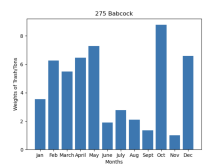 275 Babcock
Weights of Trash/Tons
8
6
4
2
0
Jan Feb March April May June July Aug Sept Oct Nov Dec
Months